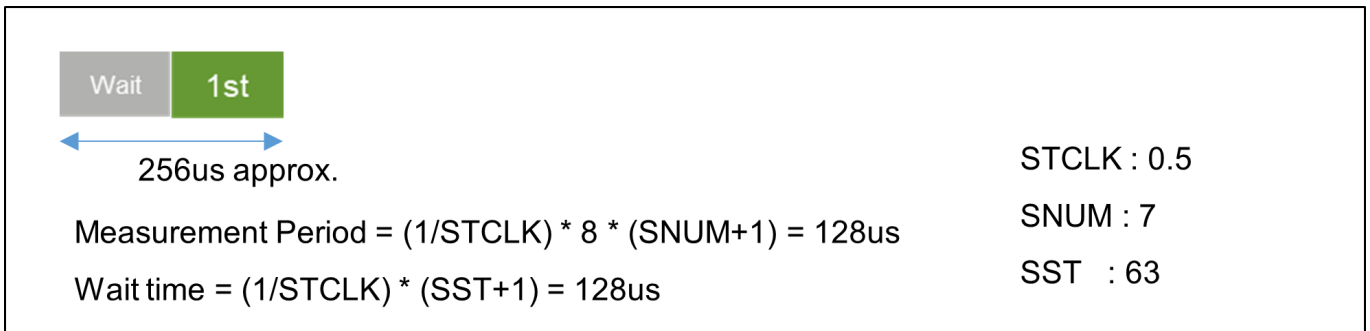 Wait 1st
256us approx.
STCLK : 0.5
Measurement Period = (1/STCLK) * 8 * (SNUM+1) = 128us
SNUM : 7
Wait time = (1/STCLK) * (SST+1) = 128us
SST : 63